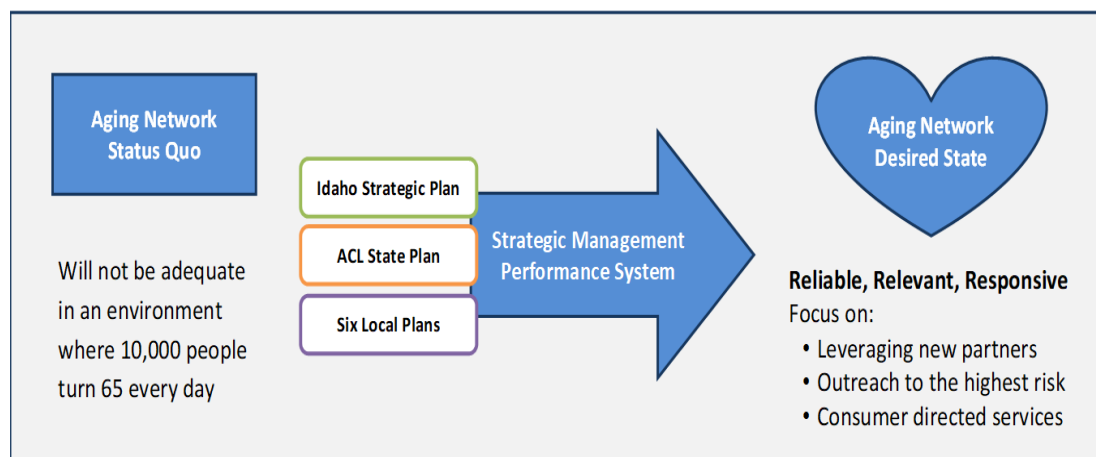 Aging Network
Status Quo
Will not be adequate
in an environment
where 10,000 people
turn 65 every day
Idaho Strategic Plan
ACL State Plan
Six Local Plans
Strategic Management
Performance System
Aging Network
Desired State
Reliable, Relevant, Responsive
Focus on:
• Leveraging new partners
• Outreach to the highest risk
• Consumer directed services